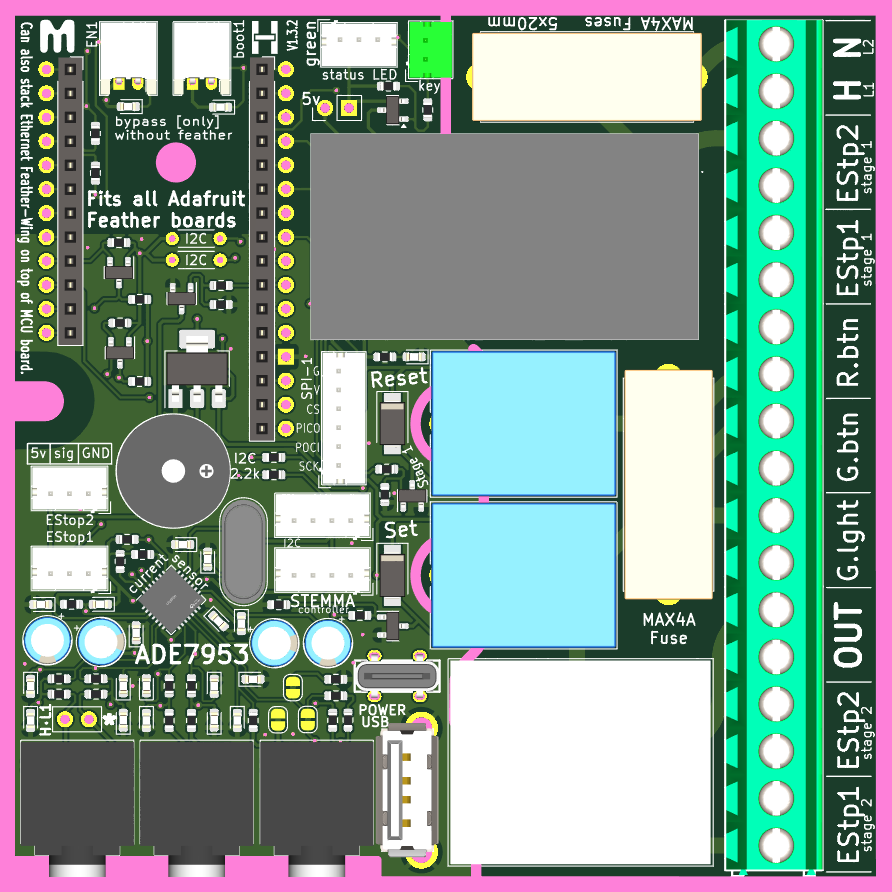 M
EN1
boot1
H
V1.3.2
green
status LED
key
5v
5x20mm
Fuses
MAX4A
Can also stack Ethernet Feather-Wing on top of MCU board.
bypass [only]
without feather
Fits all Adafruit
Feather boards
I2C
I2C
SPI-1
G
V
CS
PICO
POCI
SCK
Reset
Stage 1
5v sig GND
EStop2
EStop1
I2C
2.2k
I2C
Set
STEMMA
controller
current
sensor
ADE7953
MAX4A
Fuse
POWER
USB
H-L1
*
N
L2
H
L1
EStp2
stage 1
EStp1
stage 1
R.btn
G.btn
G.lght
OUT
EStp2
stage 2
EStp1
stage 2